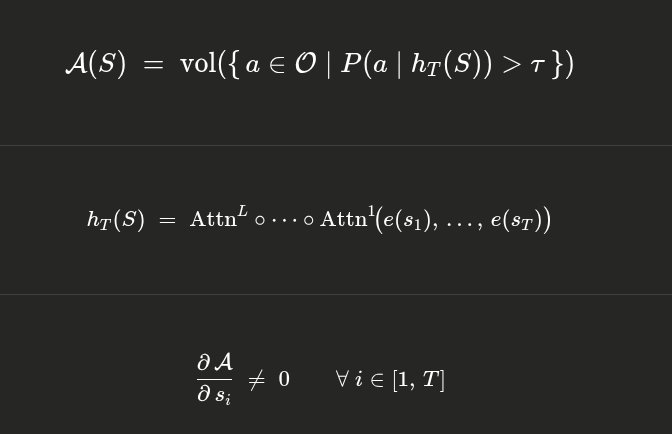 𝒜(S) = vol({ a ∈ 𝒪 | P(a | h_T(S)) > τ })
h_T(S) = Attn^L ∘ ⋯ ∘ Attn^1(e(s_1), …, e(s_T))
∂𝒜/∂s_i ≠ 0 ∀ i ∈ [1, T]